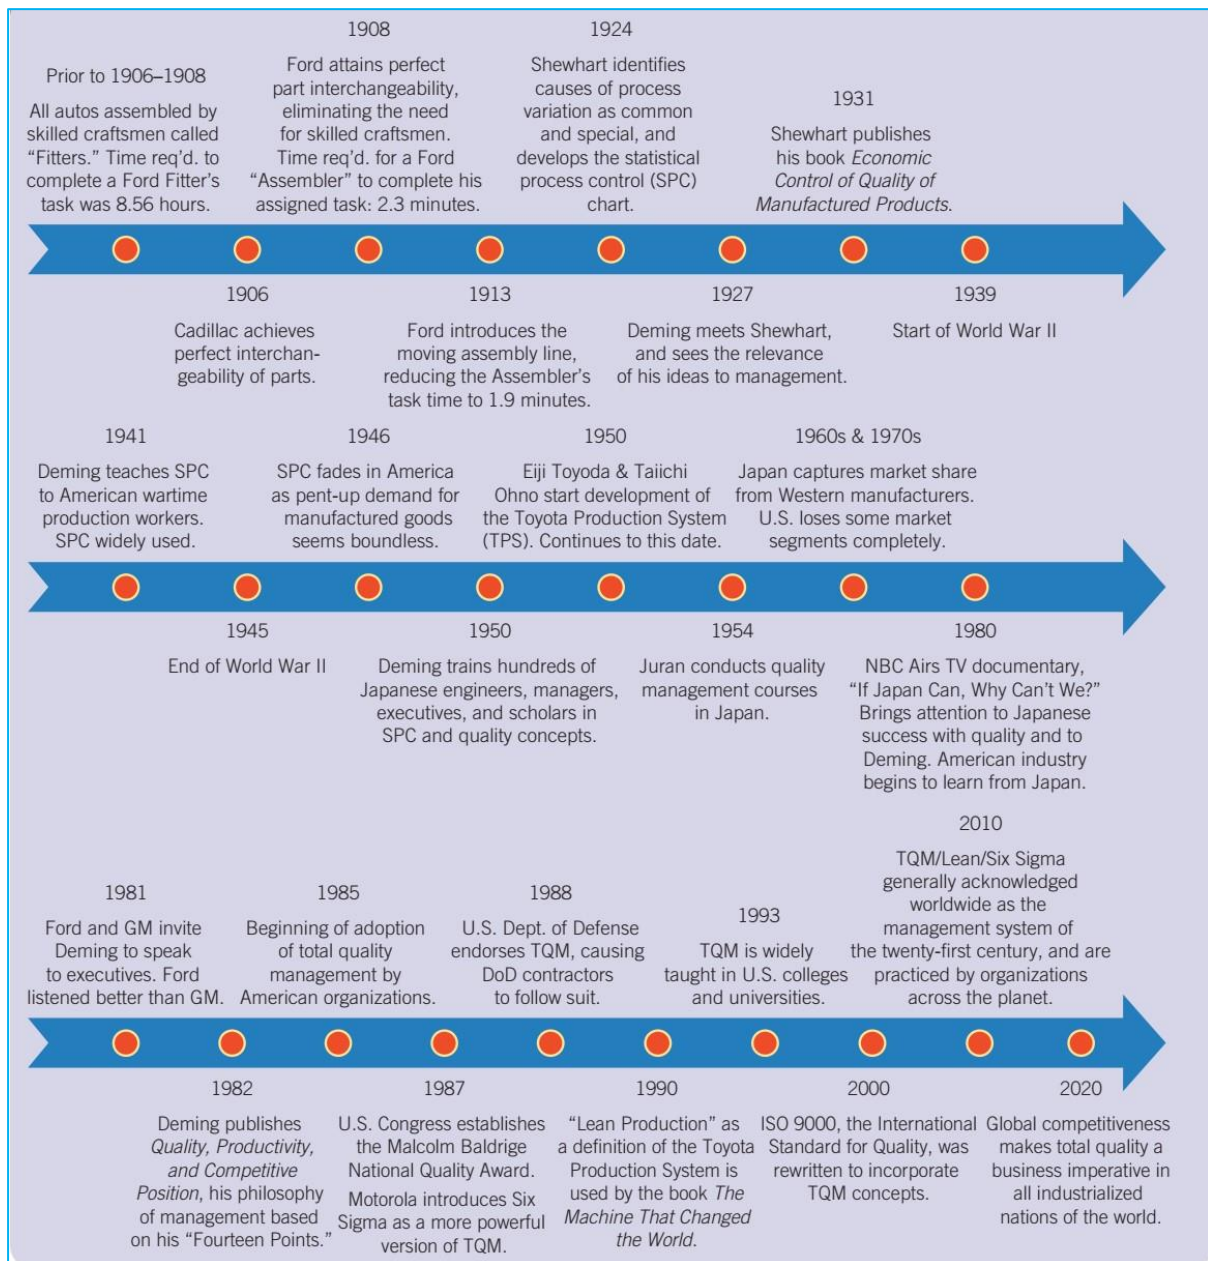 Prior to 1906–1908
All autos assembled by
skilled craftsmen called
“Fitters.” Time req’d. to
complete a Ford Fitter’s
task was 8.56 hours.
1906
Cadillac achieves
perfect interchan-
geability of parts.
1908
Ford attains perfect
part interchangeability,
eliminating the need
for skilled craftsmen.
Time req’d. for a Ford
“Assembler” to complete his
assigned task: 2.3 minutes.
1913
Ford introduces the
moving assembly line,
reducing the Assembler’s
task time to 1.9 minutes.
1924
Shewhart identifies
causes of process
variation as common
and special, and
develops the statistical
process control (SPC)
chart.
1927
Deming meets Shewhart,
and sees the relevance
of his ideas to management.
1931
Shewhart publishes
his book Economic
Control of Quality of
Manufactured Products.
1939
Start of World War II
1941
Deming teaches SPC
to American wartime
production workers.
SPC widely used.
1945
End of World War II
1946
SPC fades in America
as pent-up demand for
manufactured goods
seems boundless.
1950
Deming trains hundreds of
Japanese engineers, managers,
executives, and scholars in
SPC and quality concepts.
1950
Eiji Toyoda & Taiichi
Ohno start development of
the Toyota Production System
(TPS). Continues to this date.
1954
Juran conducts quality
management courses
in Japan.
1960s & 1970s
Japan captures market share
from Western manufacturers.
U.S. loses some market
segments completely.
1980
NBC Airs TV documentary,
“If Japan Can, Why Can’t We?”
Brings attention to Japanese
success with quality and to
Deming. American industry
begins to learn from Japan.
1981
Ford and GM invite
Deming to speak
to executives. Ford
listened better than GM.
1982
Deming publishes
Quality, Productivity,
and Competitive
Position, his philosophy
of management based
on his “Fourteen Points.”
1985
Beginning of adoption
of total quality
management by
American organizations.
1987
U.S. Congress establishes
the Malcolm Baldrige
National Quality Award.
Motorola introduces Six
Sigma as a more powerful
version of TQM.
1988
U.S. Dept. of Defense
endorses TQM, causing
DoD contractors
to follow suit.
1990
“Lean Production” as
a definition of the Toyota
Production System is
used by the book The
Machine That Changed
the World.
1993
TQM is widely
taught in U.S. colleges
and universities.
2000
ISO 9000, the International
Standard for Quality, was
rewritten to incorporate
TQM concepts.
2010
TQM/Lean/Six Sigma
generally acknowledged
worldwide as the
management system of
the twenty-first century, and are
practiced by organizations
across the planet.
2020
Global competitiveness
makes total quality a
business imperative in
all industrialized
nations of the world.